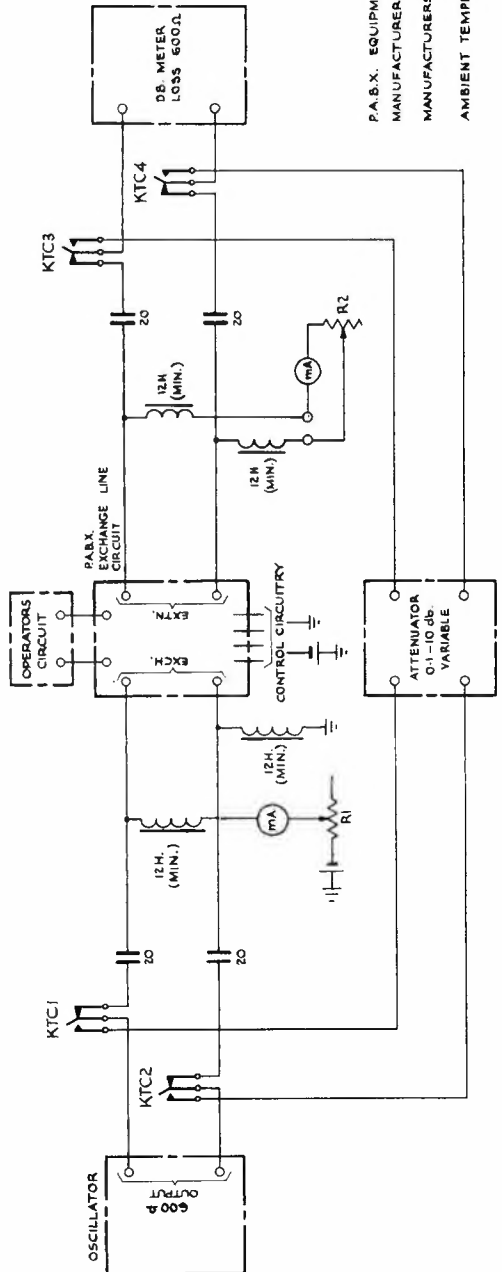 OSCILLATOR
600 Ω
OUTPUT
KTC1
KTC2
20
20
12H.
(MIN.)
12H.
(MIN.)
mA
R1
OPERATORS
CIRCUIT
P.A.B.X.
EXCHANGE LINE
CIRCUIT
EXCH.
EXTN.
CONTROL CIRCUITRY
ATTENUATOR
0·1-10 db.
VARIABLE
12H
(MIN.)
12H
(MIN.)
mA
R2
20
20
KTC3
KTC4
DB. METER
LOSS 600Ω
P.A.B.X. EQUIPM
MANUFACTURER
MANUFACTURERS
AMBIENT TEMP